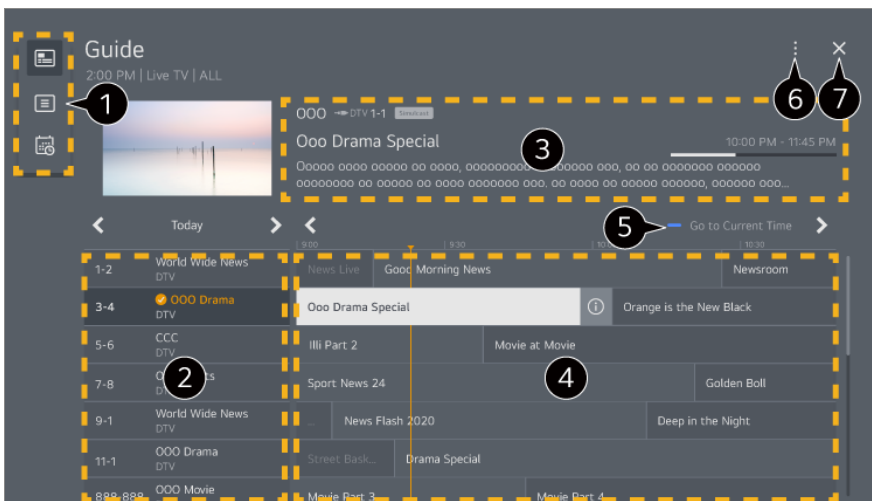 Guide
2:00 PM | Live TV | ALL
6
7
1
OOO DTV 1-1 Simulcast
Ooo Drama Special
3
10:00 PM - 11:45 PM
Ooooo oooo ooooo oo oooo,
ooo, oo oo ooooooo oooooo
oooooooo oo ooooo oo oooo ooooooo ooo. oo oooo oo ooooo oooooo, oooooo ooo...
Today
5
Go to Current Time
9:00
9:30
10:30
1-2
World Wide News
DTV
News Live
Good Morning News
Newsroom
3-4
OOO Drama
DTV
Ooo Drama Special
Orange is the New Black
5-6
CCC
DTV
Illi Part 2
Movie at Movie
7-8
2
Sport News 24
4
Golden Boll
9-1
World Wide News
DTV
...
News Flash 2020
Deep in the Night
11-1
OOO Drama
DTV
Street Bask...
Drama Special
888-888
OOO Movie
Movie Part 3
Movie Part 4